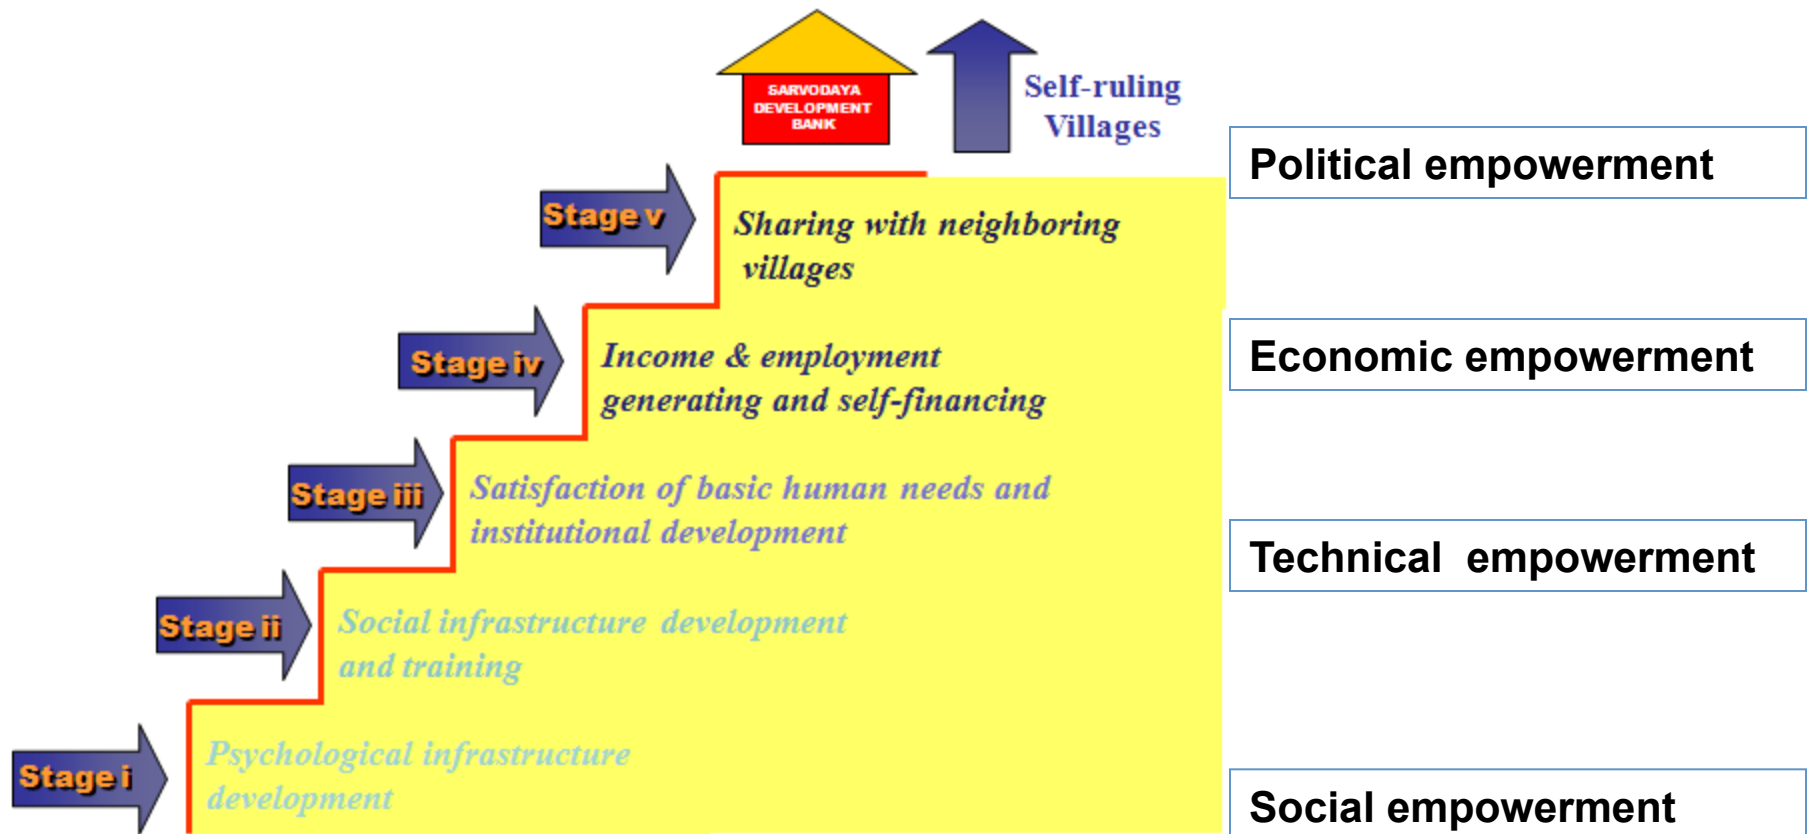 SARVODAYA
DEVELOPMENT
BANK
Self-ruling
Villages
Political empowerment
Stage v
Sharing with neighboring
villages
Economic empowerment
Stage iv
Income & employment
generating and self-financing
Stage iii
Satisfaction of basic human needs and
institutional development
Technical  empowerment
Stage ii
Social infrastructure development
and training
Stage i
Psychological infrastructure
development
Social empowerment